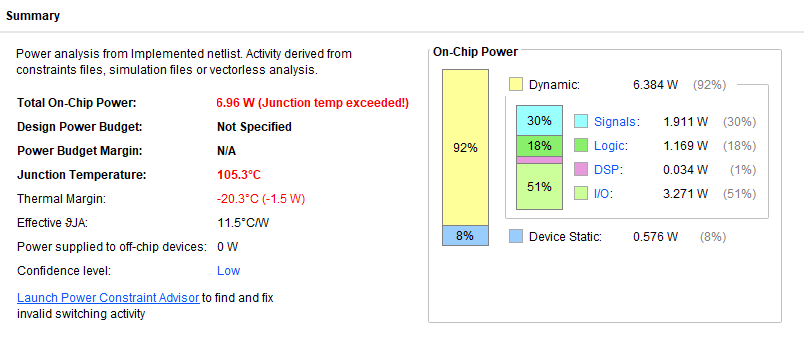 Summary
Power analysis from Implemented netlist. Activity derived from
constraints files, simulation files or vectorless analysis.
Total On-Chip Power: 6.96 W (Junction temp exceeded!)
Design Power Budget: Not Specified
Power Budget Margin: N/A
Junction Temperature: 105.3°C
Thermal Margin: -20.3°C (-1.5 W)
Effective ϑJA: 11.5°C/W
Power supplied to off-chip devices: 0 W
Confidence level: Low
Launch Power Constraint Advisor to find and fix
invalid switching activity
On-Chip Power
92%
8%
Dynamic: 6.384 W (92%)
30%
18%
51%
Signals: 1.911 W (30%)
Logic: 1.169 W (18%)
DSP: 0.034 W (1%)
I/O: 3.271 W (51%)
Device Static: 0.576 W (8%)